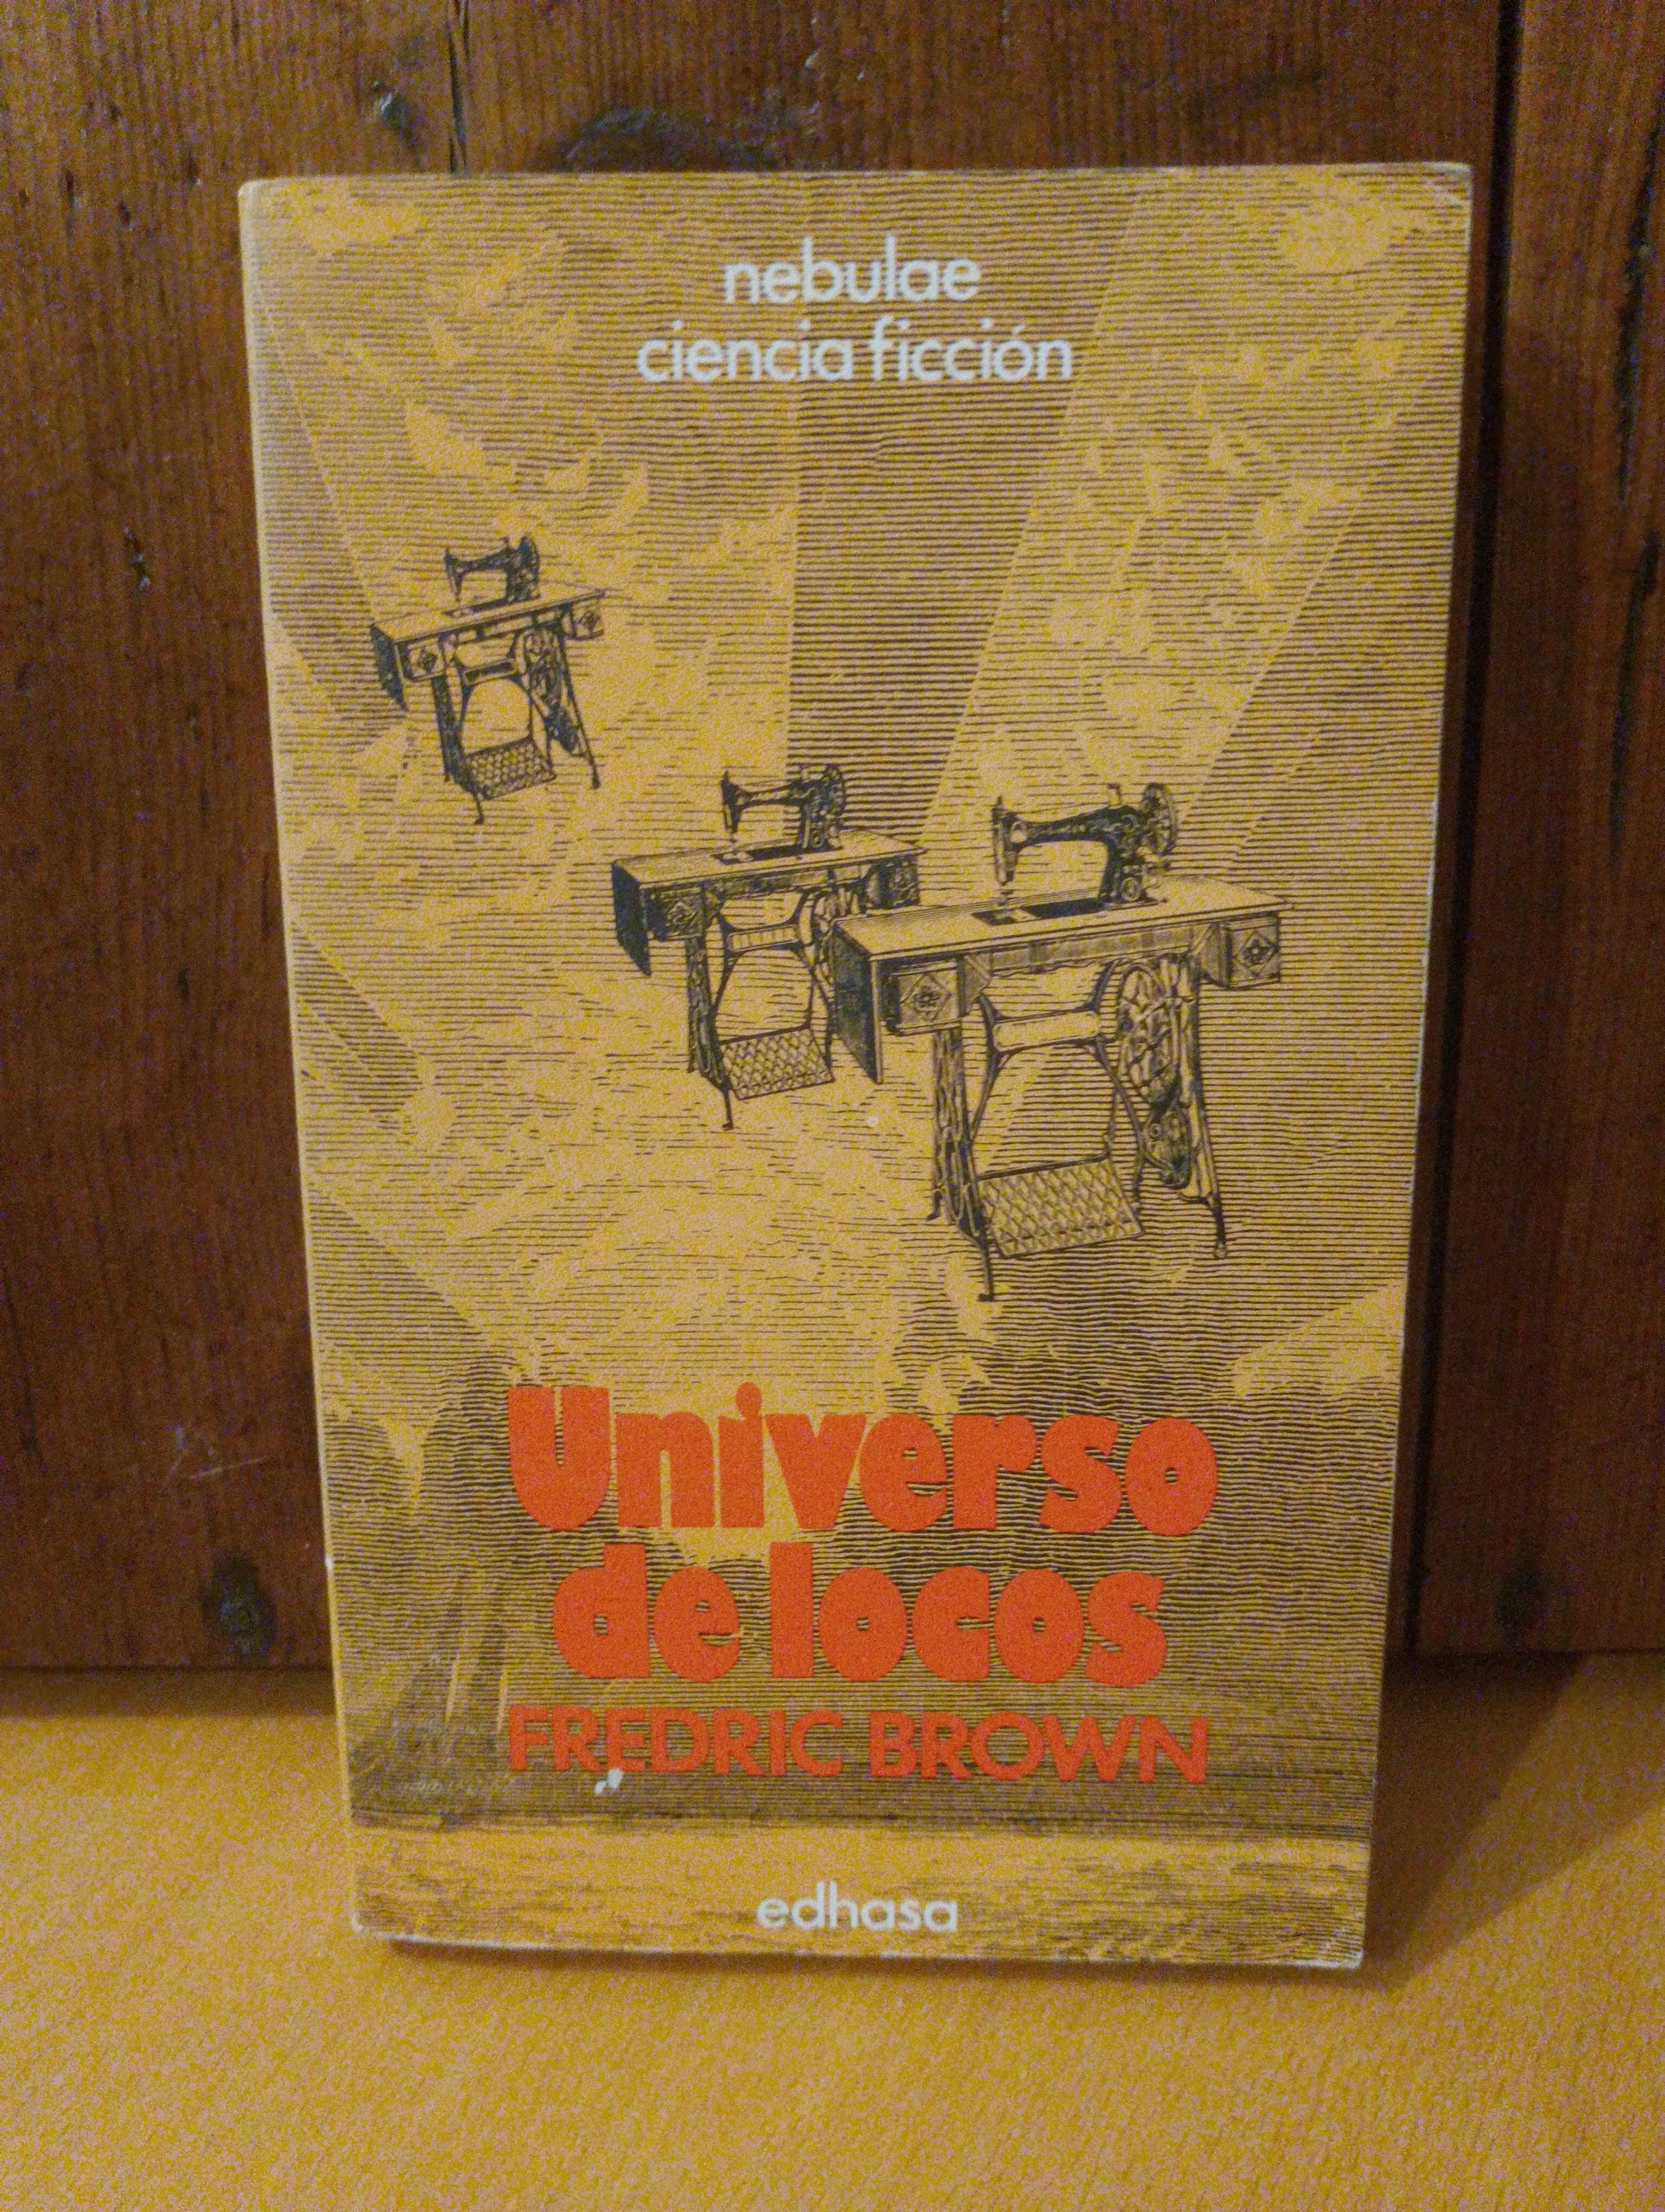 nebulae
ciencia ficción
Universo
de locos
FREDRIC BROWN
edhasa